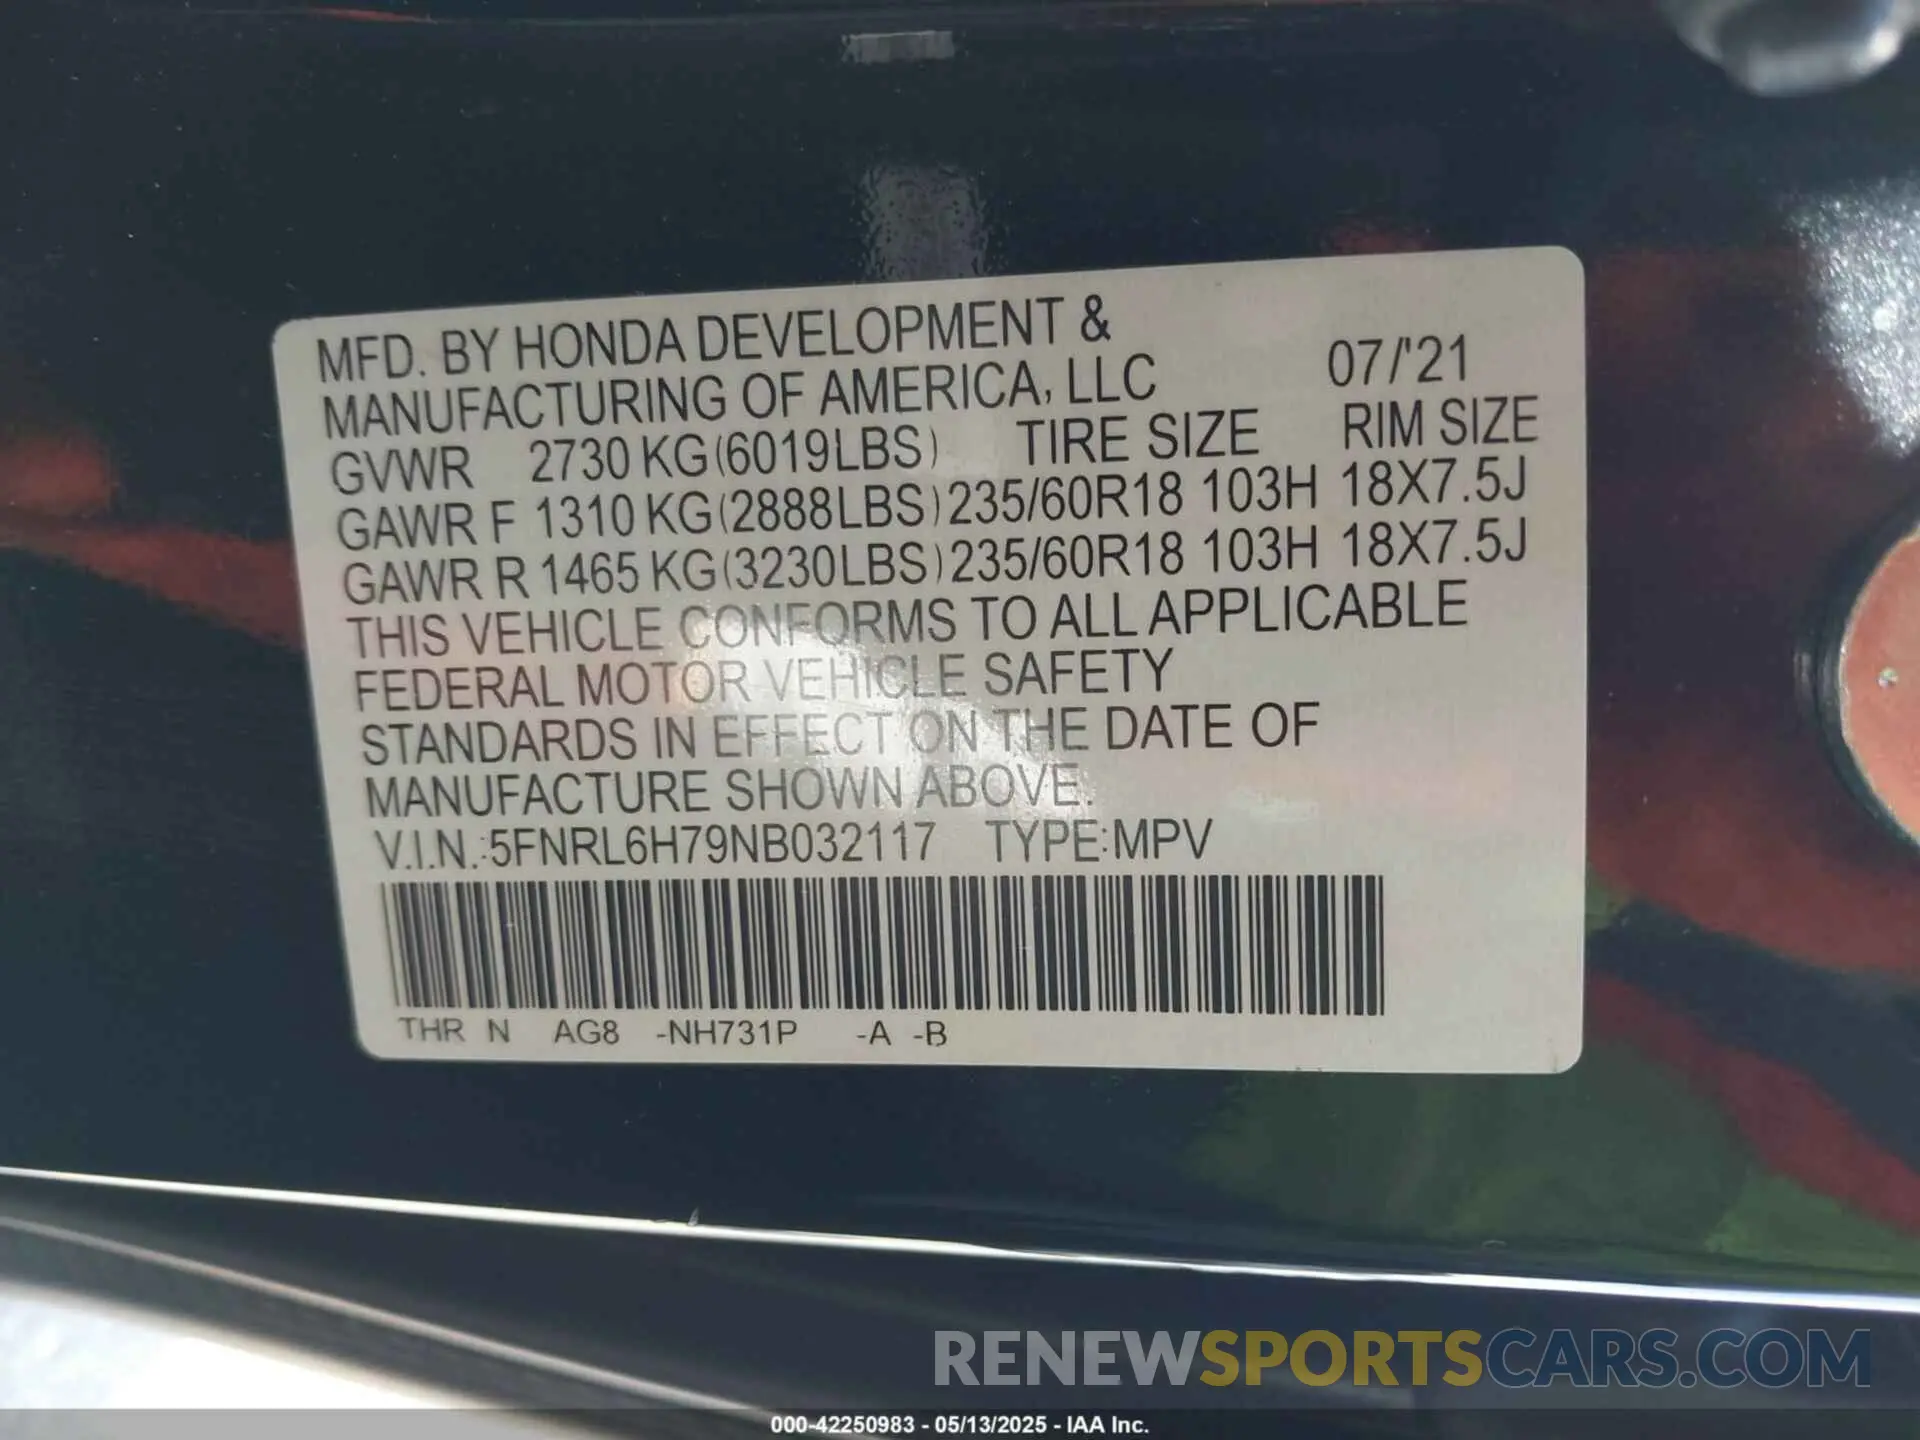 MFD. BY HONDA DEVELOPMENT &
MANUFACTURING OF AMERICA, LLC 07/'21
GVWR 2730 KG(6019LBS) TIRE SIZE RIM SIZE
GAWR F 1310 KG(2888LBS) 235/60R18 103H 18X7.5J
GAWR R 1465 KG(3230LBS) 235/60R18 103H 18X7.5J
THIS VEHICLE CONFORMS TO ALL APPLICABLE
FEDERAL MOTOR VEHICLE SAFETY
STANDARDS IN EFFECT ON THE DATE OF
MANUFACTURE SHOWN ABOVE.
V.I.N.:5FNRL6H79NB032117 TYPE:MPV
THR N AG8 -NH731P -A -B
RENEWSPORTSCARS.COM
000-42250983 - 05/13/2025 - IAA Inc.